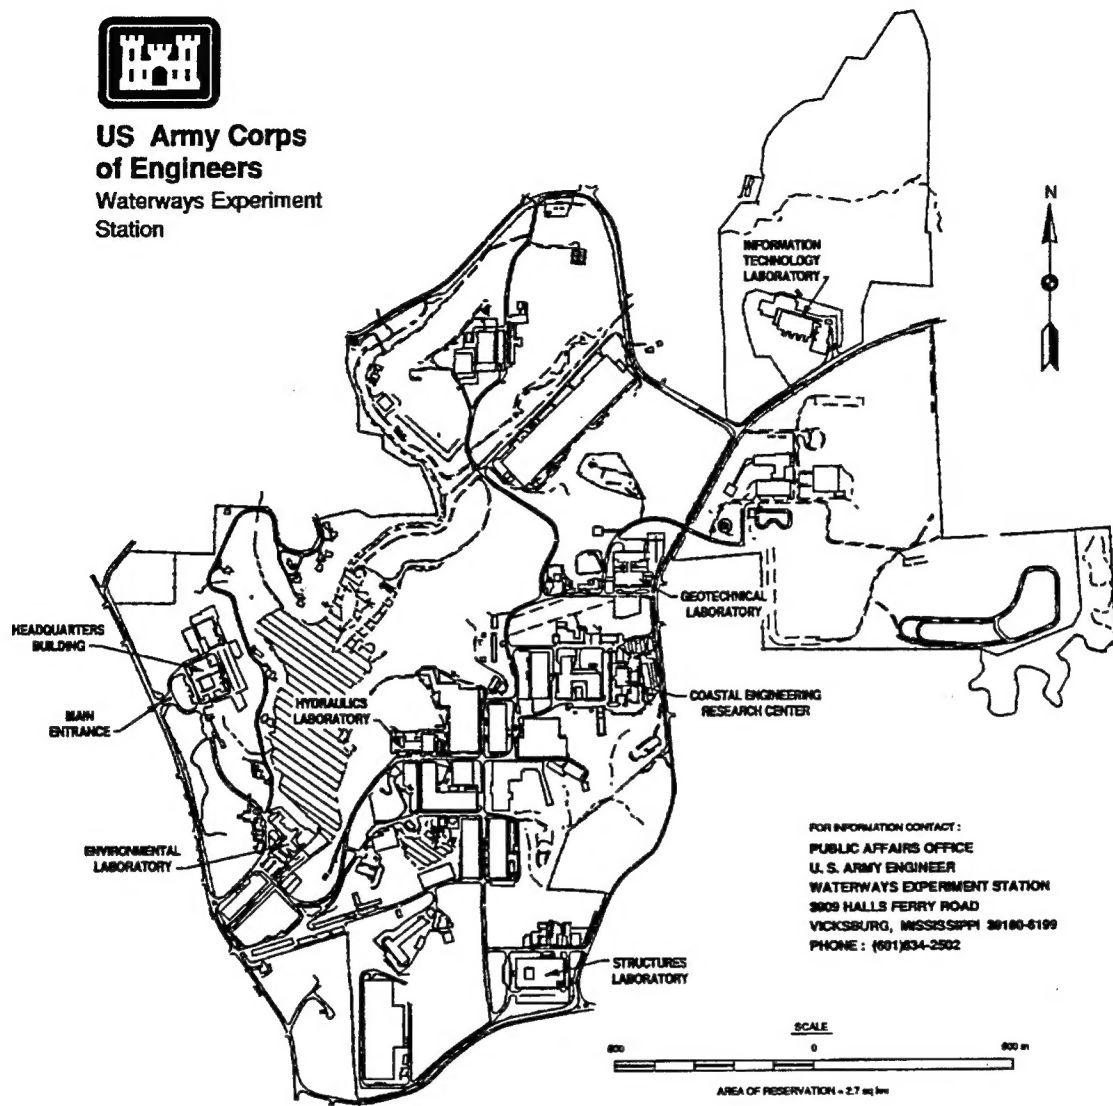 US Army Corps
of Engineers
Waterways Experiment
Station
N
INFORMATION
TECHNOLOGY
LABORATORY
GEOTECHNICAL
LABORATORY
HEADQUARTERS
BUILDING
MAIN
ENTRANCE
HYDRAULICS
LABORATORY
COASTAL ENGINEERING
RESEARCH CENTER
ENVIRONMENTAL
LABORATORY
STRUCTURES
LABORATORY
FOR INFORMATION CONTACT :
PUBLIC AFFAIRS OFFICE
U. S. ARMY ENGINEER
WATERWAYS EXPERIMENT STATION
3909 HALLS FERRY ROAD
VICKSBURG, MISSISSIPPI 39180-6199
PHONE : (601)634-2502
SCALE
0
AREA OF RESERVATION = 2.7 sq km